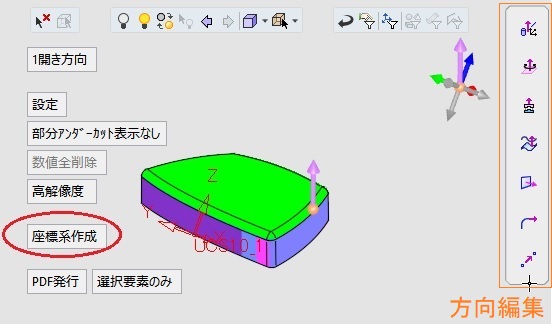 1開き方向
設定
部分ｱﾝﾀﾞｰｶｯﾄ表示なし
数値全削除
高解像度
座標系作成
PDF発行 選択要素のみ
Z
Y
X
UCS10_1
方向編集